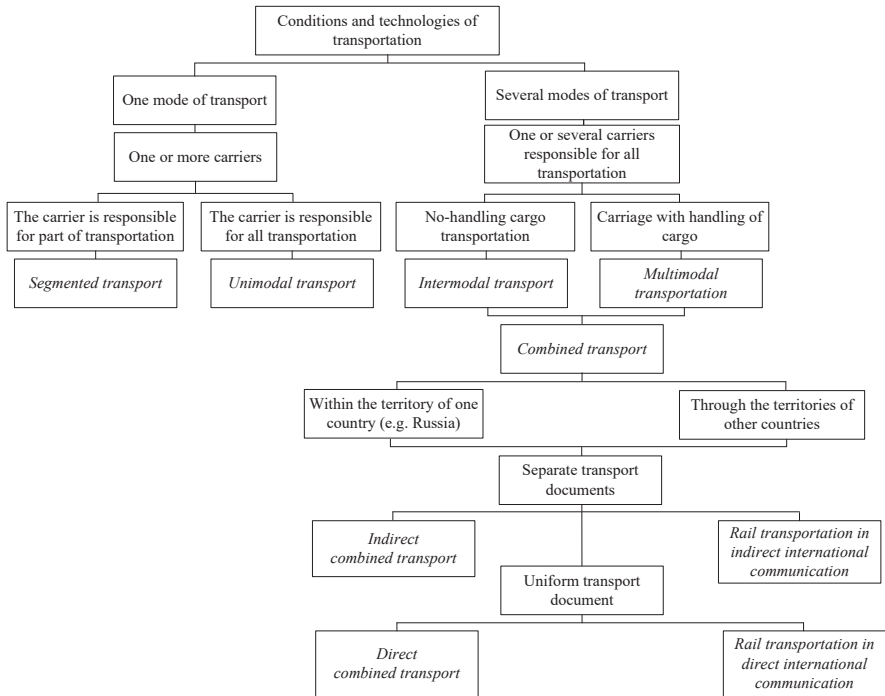 Conditions and technologies of
transportation
One mode of transport
Several modes of transport
One or more carriers
One or several carriers
responsible for all
transportation
The carrier is responsible
for part of transportation
The carrier is responsible
for all transportation
No-handling cargo
transportation
Carriage with handling of
cargo
Segmented transport
Unimodal transport
Intermodal transport
Multimodal
transportation
Combined transport
Within the territory of one
country (e.g. Russia)
Through the territories of
other countries
Separate transport
documents
Indirect
combined transport
Rail transportation in
indirect international
communication
Uniform transport
document
Direct
combined transport
Rail transportation in
direct international
communication